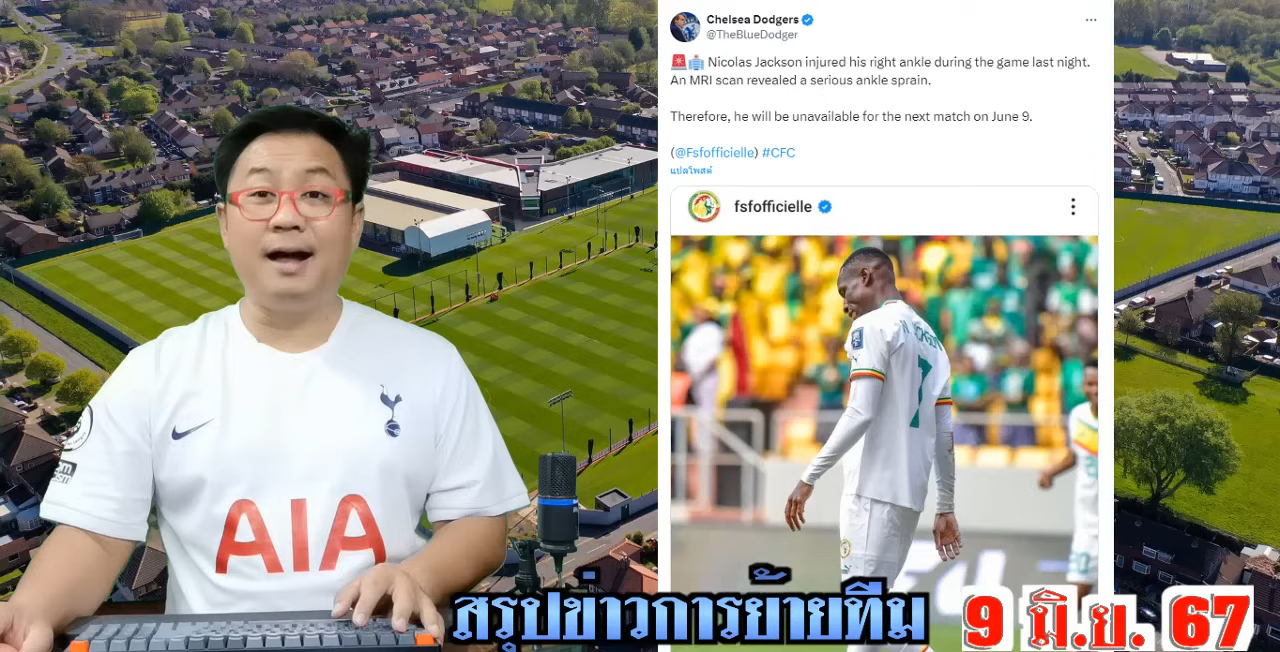 Chelsea Dodgers
@TheBlueDodger
Nicolas Jackson injured his right ankle during the game last night.
An MRI scan revealed a serious ankle sprain.
Therefore, he will be unavailable for the next match on June 9.
(@Fsfofficielle) #CFC
แปลโพสต์
fsfofficielle
7
AIA
สรุปข่าวการย้ายทีม 9 มิ.ย. 67